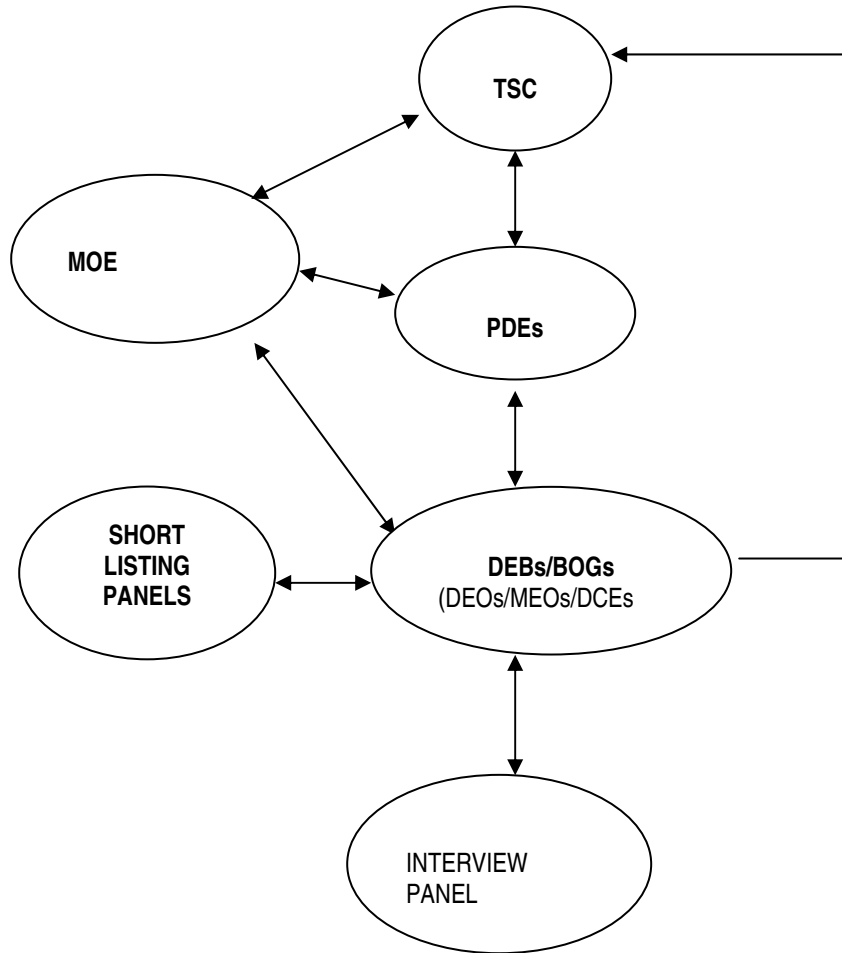 TSC
MOE
PDEs
SHORT
LISTING
PANELS
DEBs/BOGs
(DEOs/MEOs/DCEs
INTERVIEW
PANEL